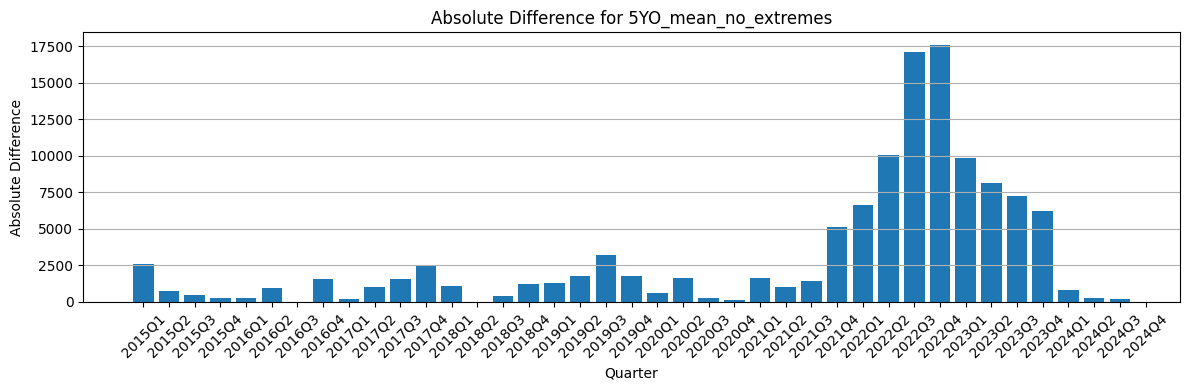 Absolute Difference for 5YO_mean_no_extremes
17500
15000
12500
10000
7500
5000
2500
0
Absolute Difference
2015Q1
2015Q2
2015Q3
2015Q4
2016Q1
2016Q2
2016Q3
2016Q4
2017Q1
2017Q2
2017Q3
2017Q4
2018Q1
2018Q2
2018Q3
2018Q4
2019Q1
2019Q2
2019Q3
2019Q4
2020Q1
2020Q2
2020Q3
2020Q4
2021Q1
2021Q2
2021Q3
2021Q4
2022Q1
2022Q2
2022Q3
2022Q4
2023Q1
2023Q2
2023Q3
2023Q4
2024Q1
2024Q2
2024Q3
2024Q4
Quarter